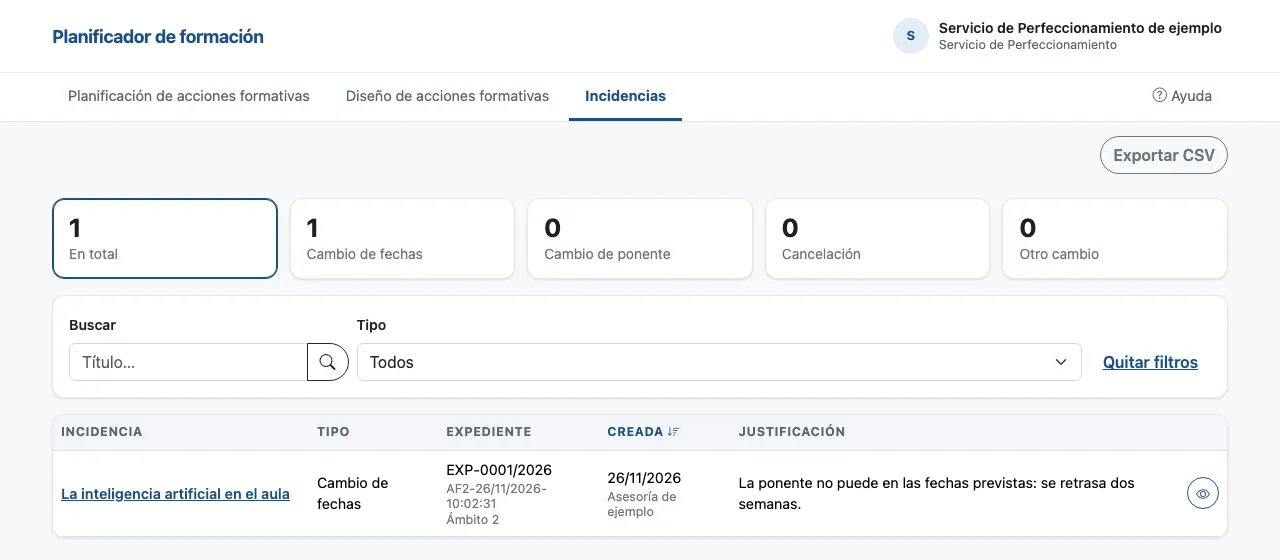 Planificador de formación
S
Servicio de Perfeccionamiento de ejemplo
Servicio de Perfeccionamiento
Planificación de acciones formativas
Diseño de acciones formativas
Incidencias
? Ayuda
Exportar CSV
1
En total
1
Cambio de fechas
0
Cambio de ponente
0
Cancelación
0
Otro cambio
Buscar
Tipo
Título...
Todos
Quitar filtros
INCIDENCIA
TIPO
EXPEDIENTE
CREADA
JUSTIFICACIÓN
La inteligencia artificial en el aula
Cambio de
fechas
EXP-0001/2026
AF2-26/11/2026-
10:02:31
Ámbito 2
26/11/2026
Asesoría de
ejemplo
La ponente no puede en las fechas previstas: se retrasa dos
semanas.